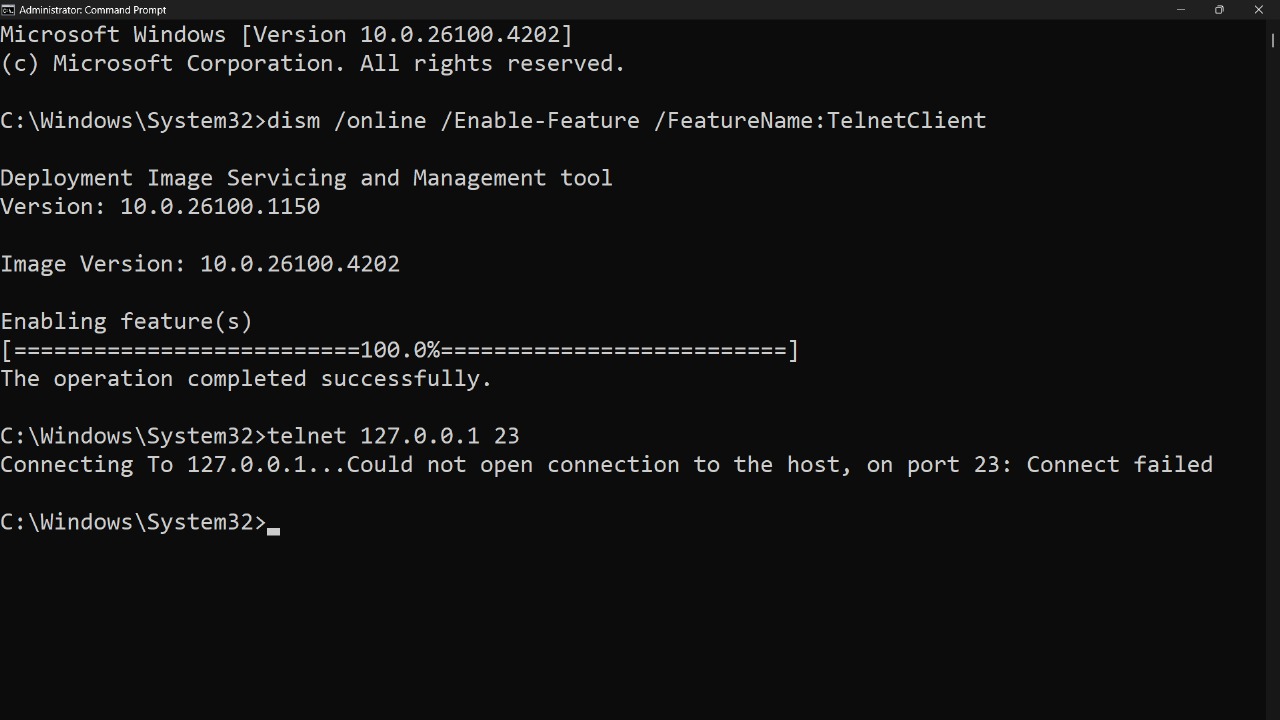 Administrator: Command Prompt
Microsoft Windows [Version 10.0.26100.4202]
(c) Microsoft Corporation. All rights reserved.
C:\Windows\System32>dism /online /Enable-Feature /FeatureName:TelnetClient
Deployment Image Servicing and Management tool
Version: 10.0.26100.1150
Image Version: 10.0.26100.4202
Enabling feature(s)
[==========================100.0%==========================]
The operation completed successfully.
C:\Windows\System32>telnet 127.0.0.1 23
Connecting To 127.0.0.1...Could not open connection to the host, on port 23: Connect failed
C:\Windows\System32>